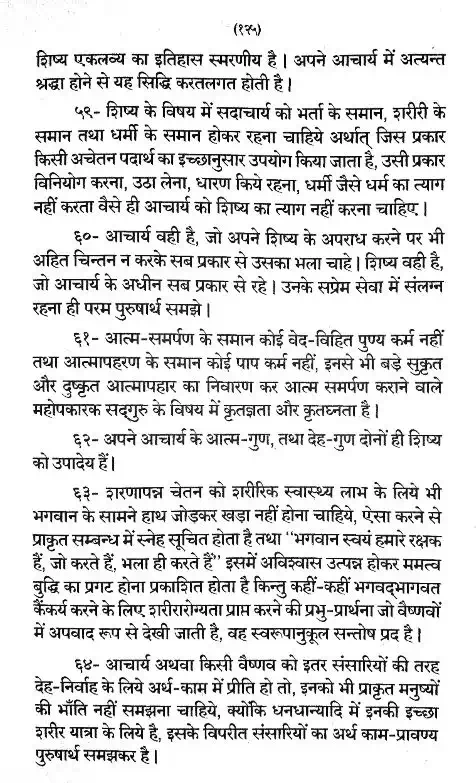 (१२५)
शिष्य एकलव्य का इतिहास स्मरणीय है। अपने आचार्य में अत्यन्त
श्रद्धा होने से यह सिद्धि करतलगत होती है।
५९- शिष्य के विषय में सदाचार्य को भर्ता के समान, शरीरी के
समान तथा धर्मी के समान होकर रहना चाहिये अर्थात् जिस प्रकार
किसी अचेतन पदार्थ का इच्छानुसार उपयोग किया जाता है, उसी प्रकार
विनियोग करना, उठा लेना, धारण किये रहना, धर्मी जैसे धर्म का त्याग
नहीं करता वैसे ही आचार्य को शिष्य का त्याग नहीं करना चाहिए।
६०- आचार्य वही है, जो अपने शिष्य के अपराध करने पर भी
अहित चिन्तन न करके सब प्रकार से उसका भला चाहे। शिष्य वही है,
जो आचार्य के अधीन सब प्रकार से रहे। उनके सप्रेम सेवा में संलग्न
रहना ही परम पुरुषार्थ समझे।
६१- आत्म-समर्पण के समान कोई वेद-विहित पुण्य कर्म नहीं
तथा आत्मापहरण के समान कोई पाप कर्म नहीं, इनसे भी बड़े सुकृत
और दुष्कृत आत्मापहार का निवारण कर आत्म समर्पण कराने वाले
महोपकारक सद्‌गुरु के विषय में कृतज्ञता और कृतघ्नता है।
६२- अपने आचार्य के आत्म-गुण, तथा देह-गुण दोनों ही शिष्य
को उपादेय हैं।
६३- शरणापन्न चेतन को शरीरिक स्वास्थ्य लाभ के लिये भी
भगवान के सामने हाथ जोड़कर खड़ा नहीं होना चाहिये, ऐसा करने से
प्राकृत सम्बन्ध में स्नेह सूचित होता है तथा "भगवान स्वयं हमारे रक्षक
हैं, जो करते हैं, भला ही करते हैं" इसमें अविश्वास उत्पन्न होकर ममत्व
बुद्धि का प्रगट होना प्रकाशित होता है किन्तु कहीं-कहीं भगवद्भागवत
कैंकर्य करने के लिए शरीरारोग्यता प्राप्त करने की प्रभु-प्रार्थना जो वैष्णवों
में अपवाद रूप से देखी जाती है, वह स्वरूपानुकूल सन्तोष प्रद है।
६४- आचार्य अथवा किसी वैष्णव को इतर संसारियों की तरह
देह-निर्वाह के लिये अर्थ-काम में प्रीति हो तो, इनको भी प्राकृत मनुष्यों
की भाँति नहीं समझना चाहिये, क्योंकि धनधान्यादि में इनकी इच्छा
शरीर यात्रा के लिये है, इसके विपरीत संसारियों का अर्थ काम-प्रावण्य
पुरुषार्थ समझकर है।